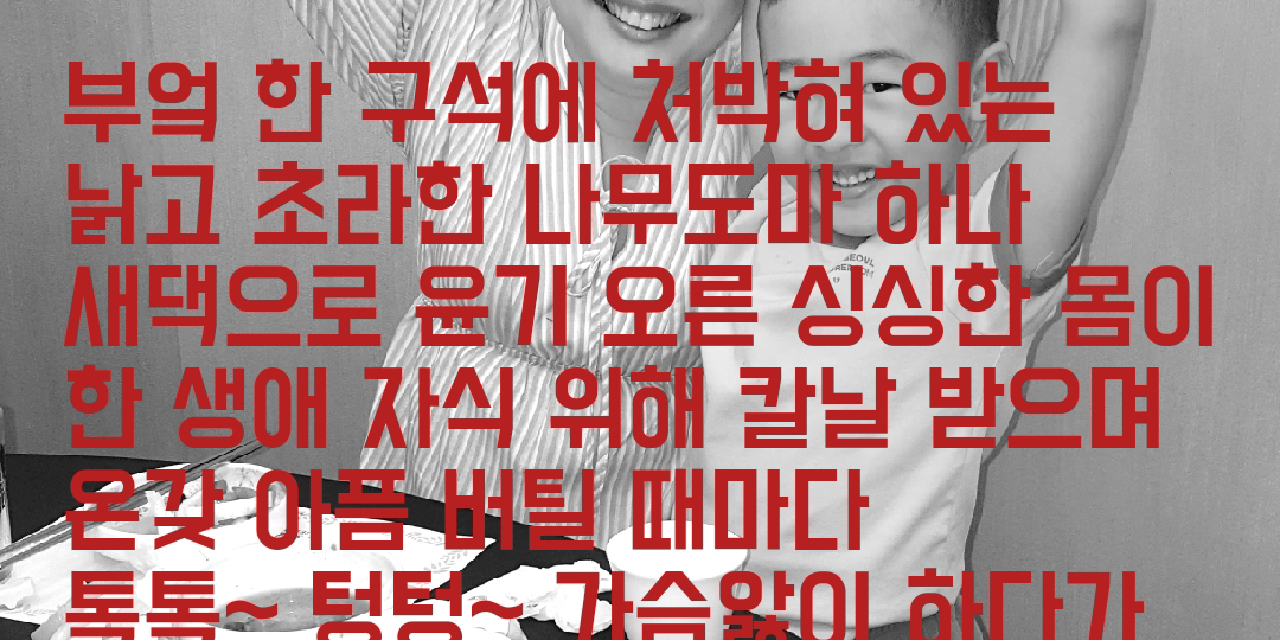 부엌 한 구석에 처박혀 있는
낡고 초라한 나무도마 하나
새댁으로 윤기 오른 싱싱한 몸이
한 생애 자식 위해 칼날 받으며
온갖 아픔 버틸 때마다
톡톡~ 텅텅~ 가슴앓이 하다가
SEOUL